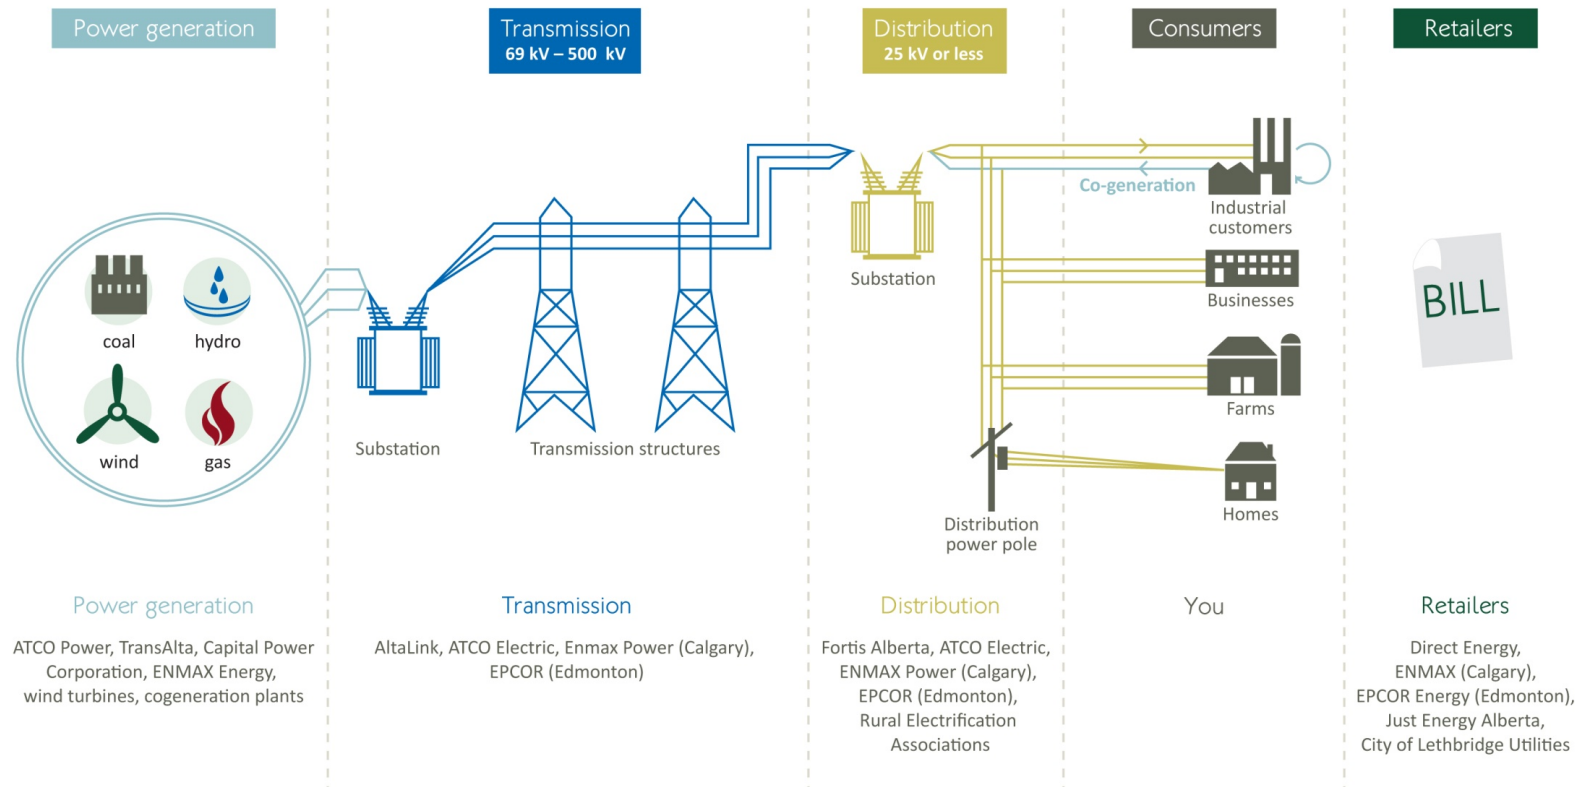 Power generation
Transmission
69 kV – 500 kV
Distribution
25 kV or less
Consumers
Retailers
coal
hydro
wind
gas
Substation
Transmission structures
Substation
Co-generation
Industrial
customers
Businesses
Farms
Homes
Distribution
power pole
BILL
Power generation
ATCO Power, TransAlta, Capital Power
Corporation, ENMAX Energy,
wind turbines, cogeneration plants
Transmission
AltaLink, ATCO Electric, Enmax Power (Calgary),
EPCOR (Edmonton)
Distribution
Fortis Alberta, ATCO Electric,
ENMAX Power (Calgary),
EPCOR (Edmonton),
Rural Electrification
Associations
You
Retailers
Direct Energy,
ENMAX (Calgary),
EPCOR Energy (Edmonton),
Just Energy Alberta,
City of Lethbridge Utilities